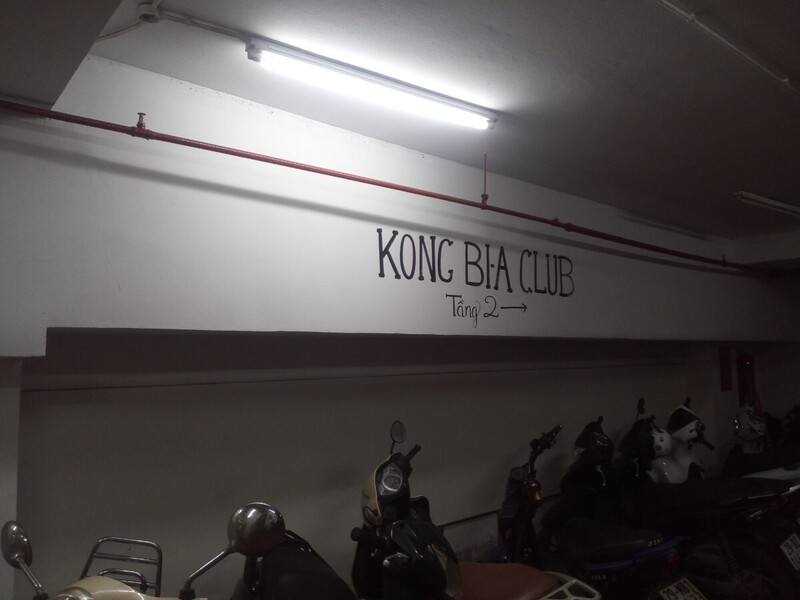 KONG BI-A CLUB
Tầng 2 →